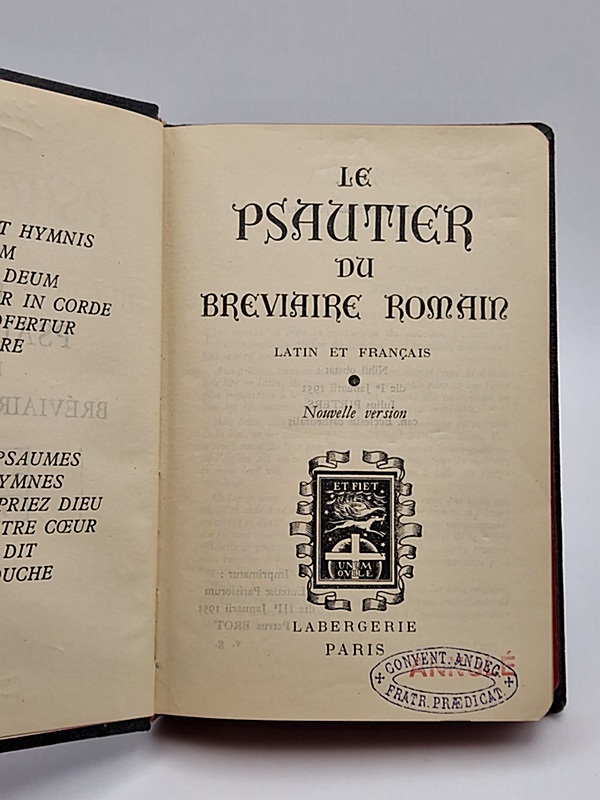 T HYMNIS
M
DEUM
R IN CORDE
OFERTUR
RE
PSAUMES
YMNES
PRIEZ DIEU
TRE CŒUR
DIT
OUCHE
LE
PSAUTIER
DU
BREVIAIRE ROMAIN
LATIN ET FRANÇAIS
Nouvelle version
ET FIET
UNUM
OVILE
LABERGERIE
PARIS
CONVENT. ANDEG.
ANNULÉ
FRATR. PRÆDICAT.